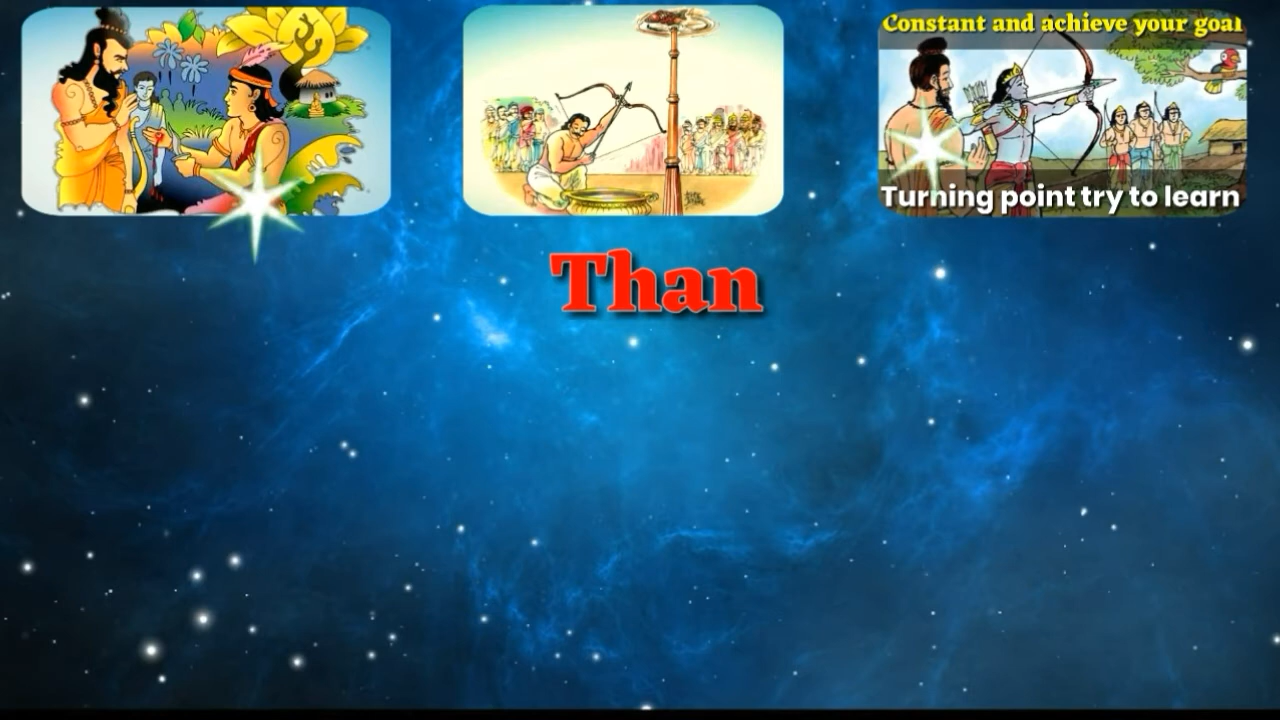 Constant and achieve your goal
Turning point try to learn
Than